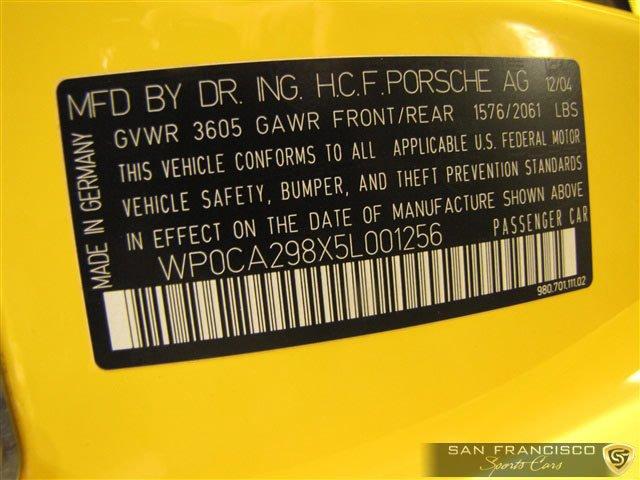 MFD BY DR. ING. H.C.F. PORSCHE AG 12/04
GVWR 3605 GAWR FRONT/REAR 1576/2061 LBS
THIS VEHICLE CONFORMS TO ALL APPLICABLE U.S. FEDERAL MOTOR
VEHICLE SAFETY, BUMPER, AND THEFT PREVENTION STANDARDS
IN EFFECT ON THE DATE OF MANUFACTURE SHOWN ABOVE
WP0CA298X5L001256 PASSENGER CAR
980.701.111.02
MADE IN GERMANY
SAN FRANCISCO
Sports Cars